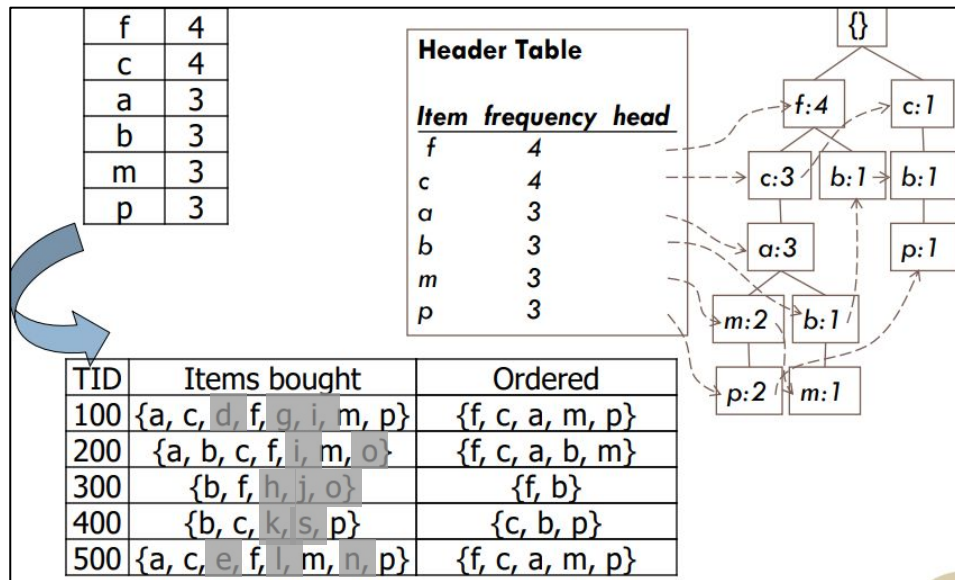 f 4
c 4
a 3
b 3
m 3
p 3
Header Table
Item frequency head
f 4
c 4
a 3
b 3
m 3
p 3
{}
f:4 c:1
c:3 b:1 b:1
a:3 p:1
m:2 b:1
p:2 m:1
TID Items bought Ordered
100 {a, c, d, f, g, i, m, p} {f, c, a, m, p}
200 {a, b, c, f, i, m, o} {f, c, a, b, m}
300 {b, f, h, j, o} {f, b}
400 {b, c, k, s, p} {c, b, p}
500 {a, c, e, f, l, m, n, p} {f, c, a, m, p}